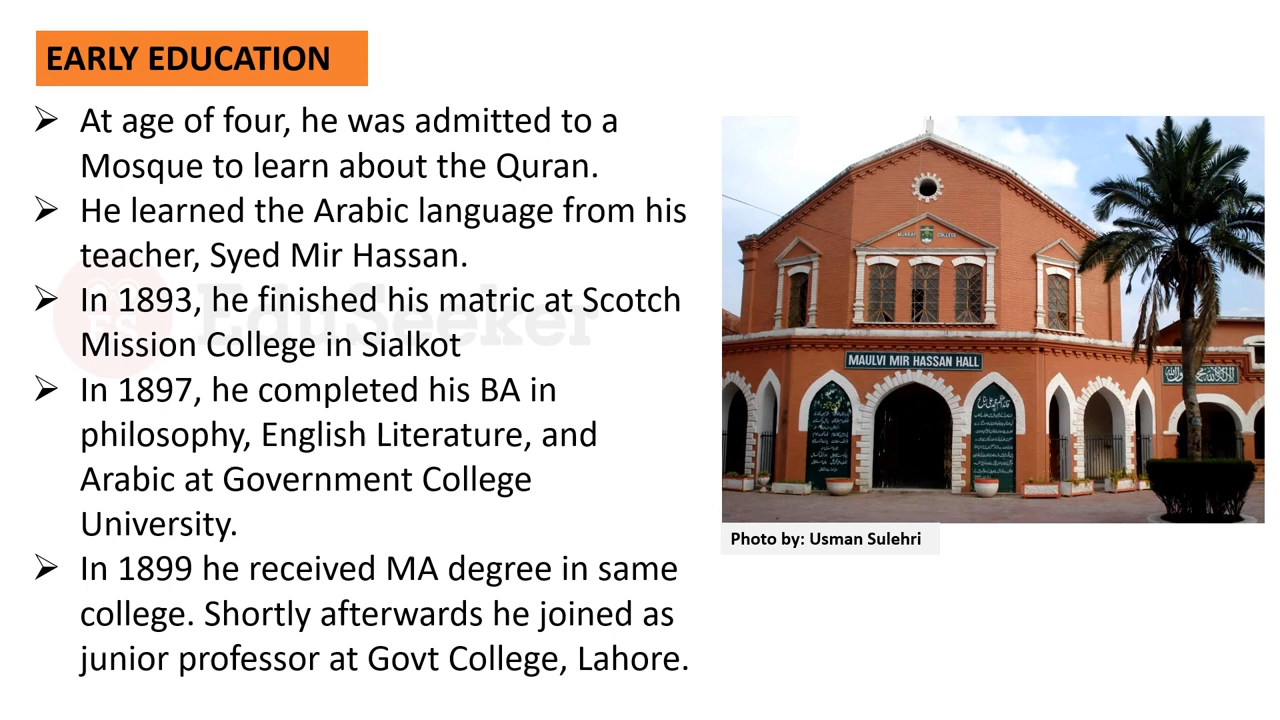 EARLY EDUCATION
➢ At age of four, he was admitted to a
Mosque to learn about the Quran.
➢ He learned the Arabic language from his
teacher, Syed Mir Hassan.
➢ In 1893, he finished his matric at Scotch
Mission College in Sialkot
➢ In 1897, he completed his BA in
philosophy, English Literature, and
Arabic at Government College
University.
➢ In 1899 he received MA degree in same
college. Shortly afterwards he joined as
junior professor at Govt College, Lahore.
ES EduSeeker
MURRAY COLLEGE
MAULVI MIR HASSAN HALL
Photo by: Usman Sulehri